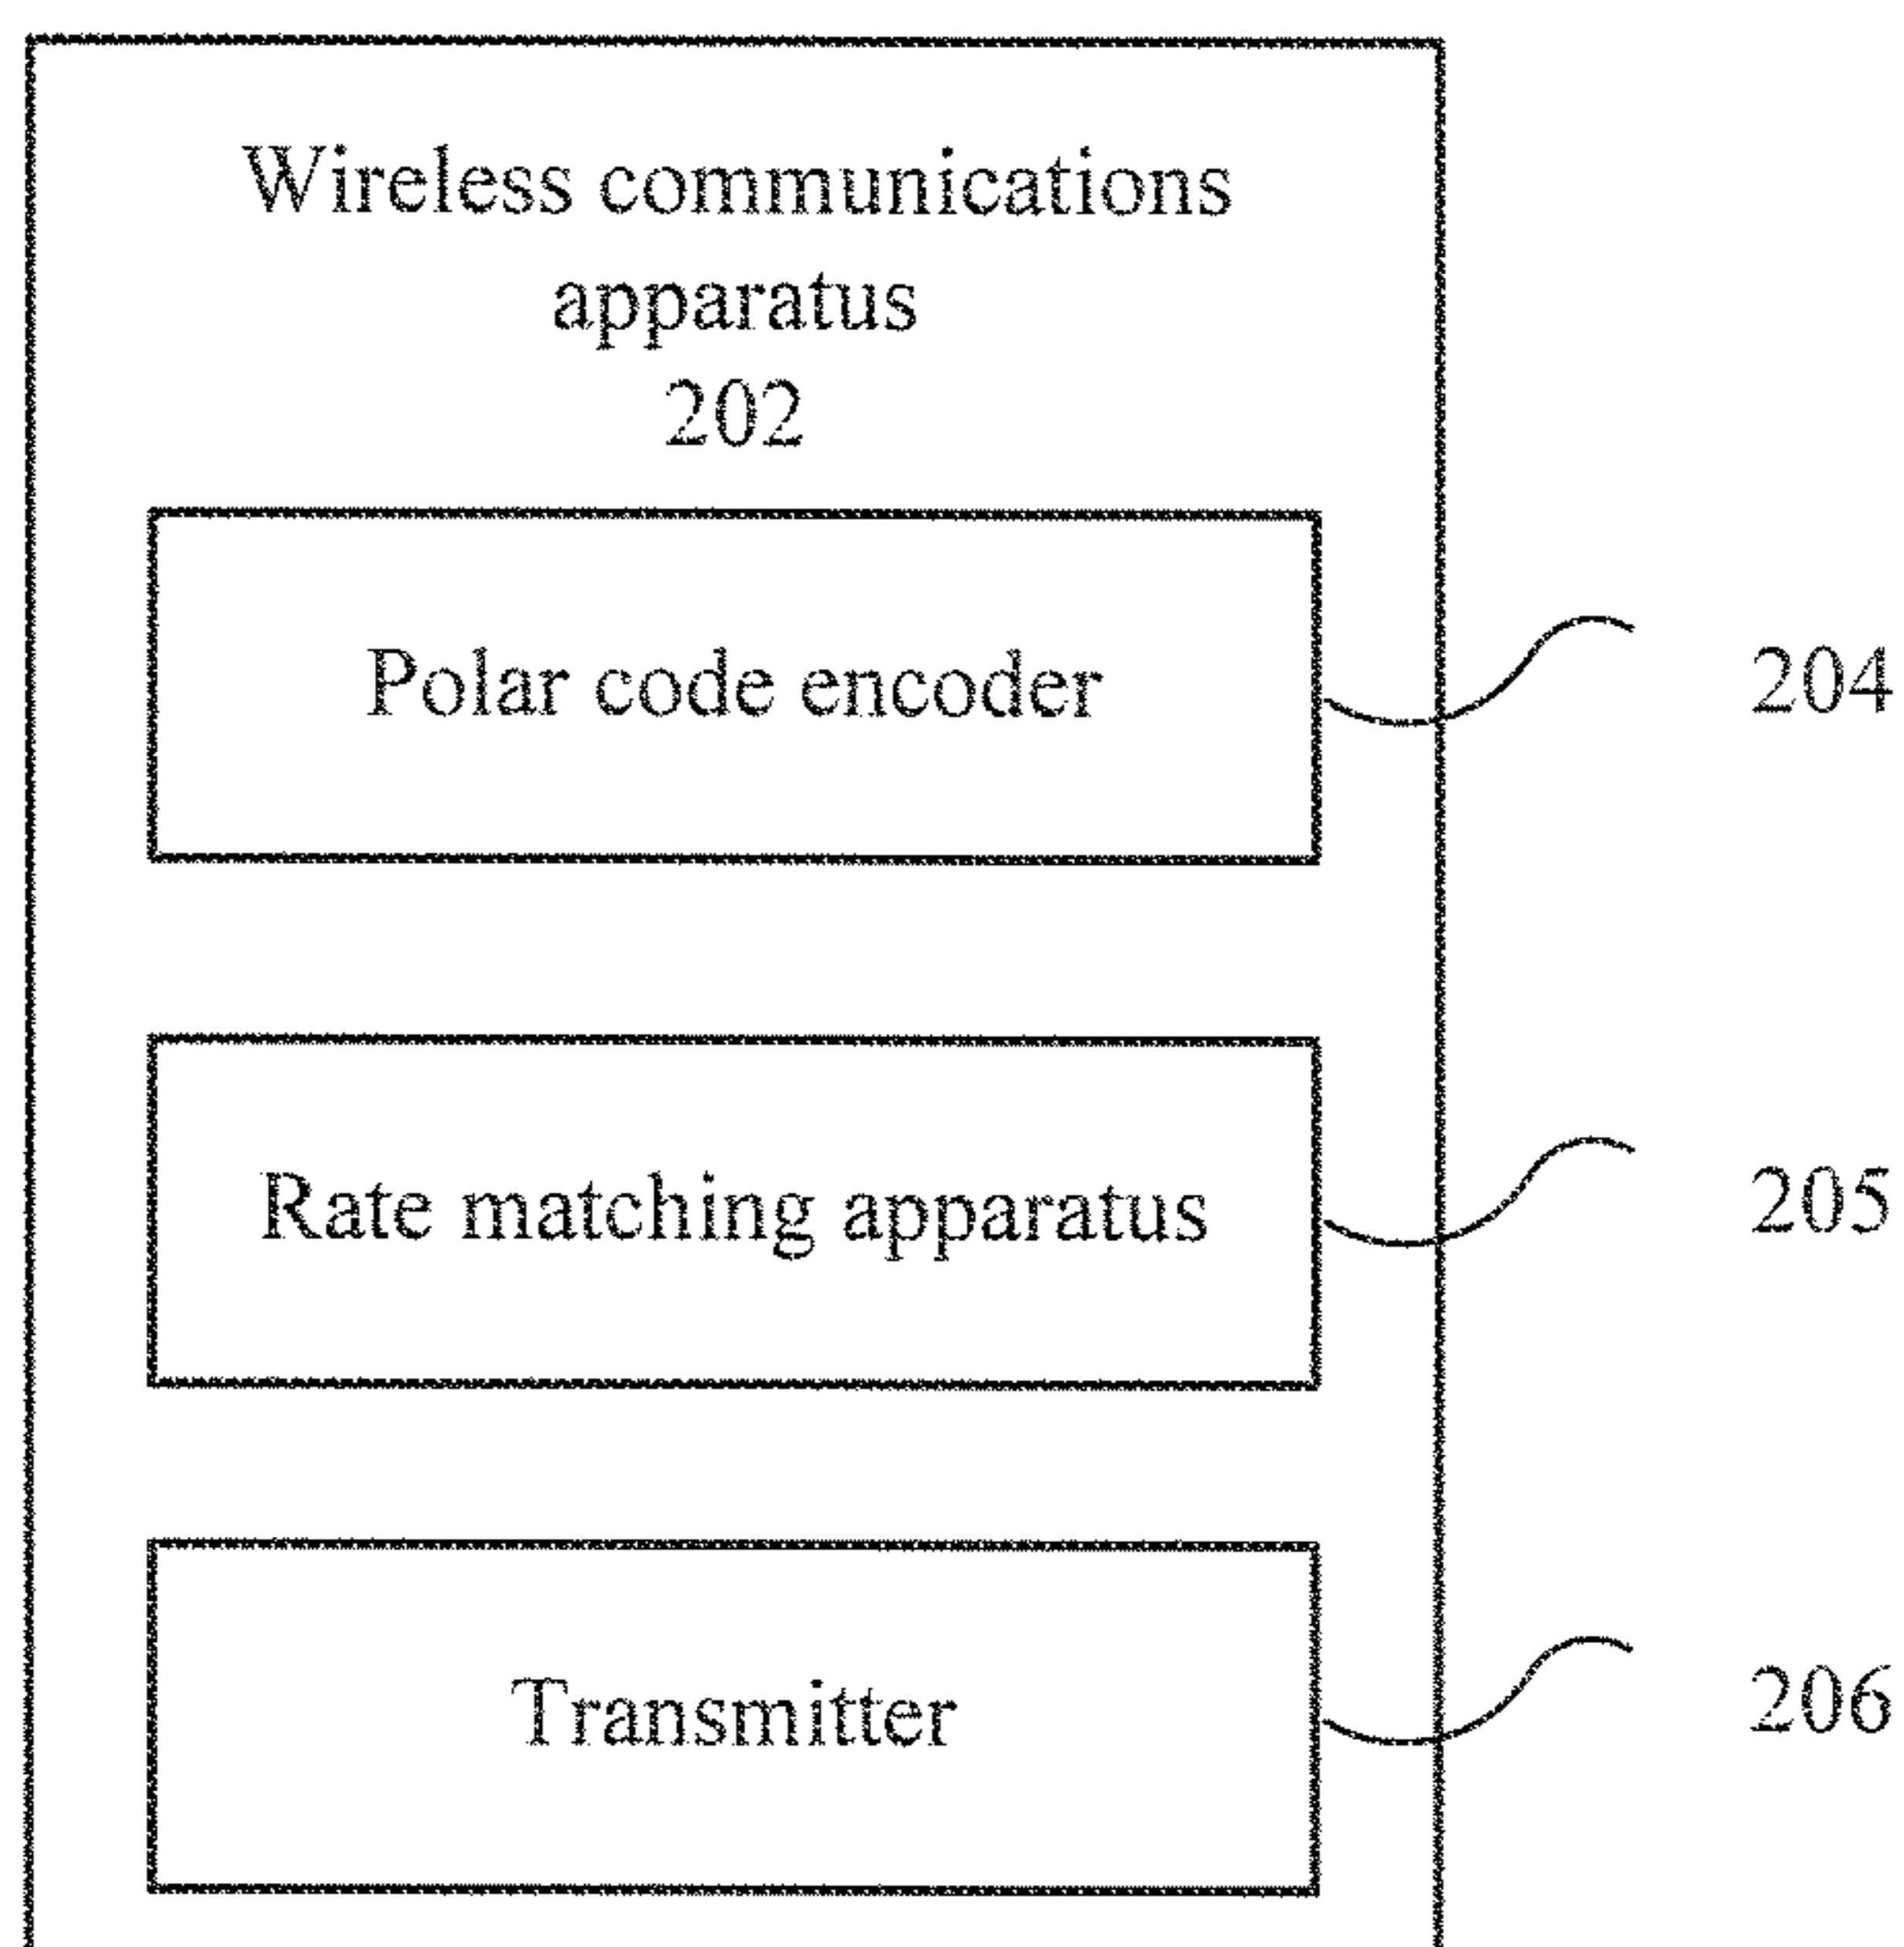 Wireless communications
apparatus
202
Polar code encoder
204
Rate matching apparatus
205
Transmitter
206